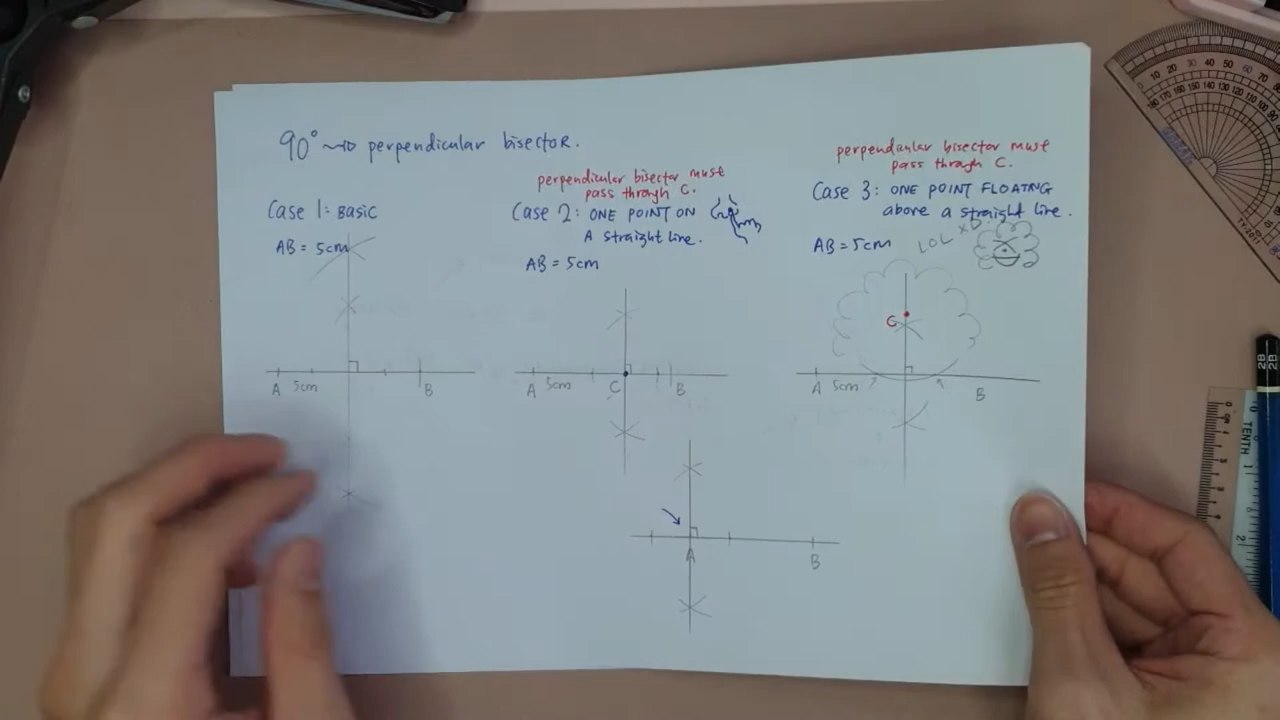 90° → perpendicular bisector.
Case 1: BASIC
AB = 5cm
A 5cm B
perpendicular bisector must
pass through C.
Case 2: ONE POINT ON
A straight line.
AB = 5cm
A 5cm C B
A B
perpendicular bisector must
pass through C.
Case 3: ONE POINT FLOATING
above a straight line.
AB = 5cm LOL XD
C
A 5cm B
2B
TENTH